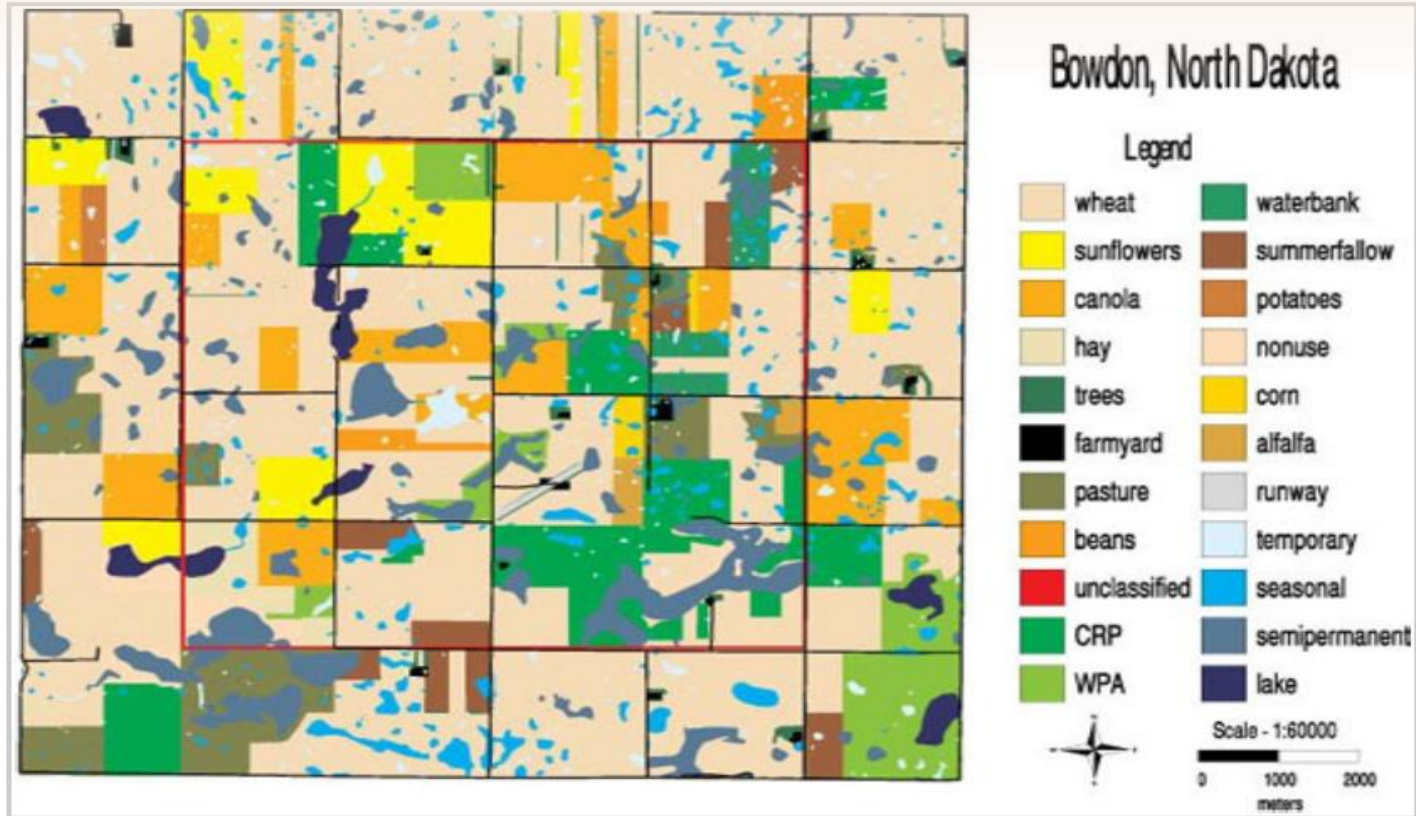 Bowdon, North Dakota
Legend
wheat
sunflowers
canola
hay
trees
farmyard
pasture
beans
unclassified
CRP
WPA
waterbank
summerfallow
potatoes
nonuse
corn
alfalfa
runway
temporary
seasonal
semipermanent
lake
Scale - 1:60000
0 1000 2000
meters